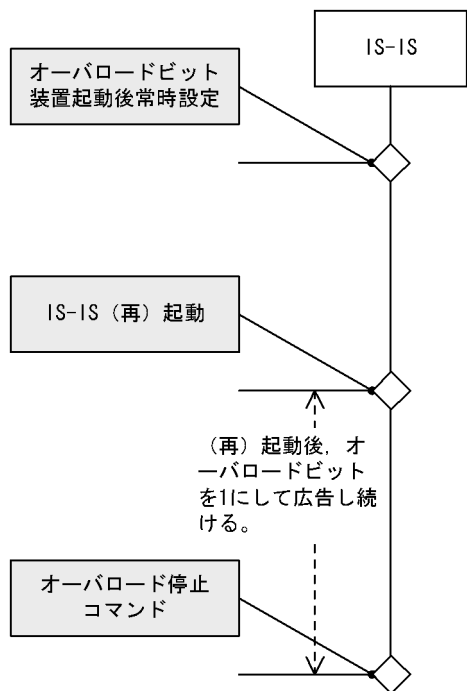 IS-IS
オーバロードビット
装置起動後常時設定
IS-IS（再）起動
（再）起動後，オ
ーバロードビット
を1にして広告し続
ける。
オーバロード停止
コマンド